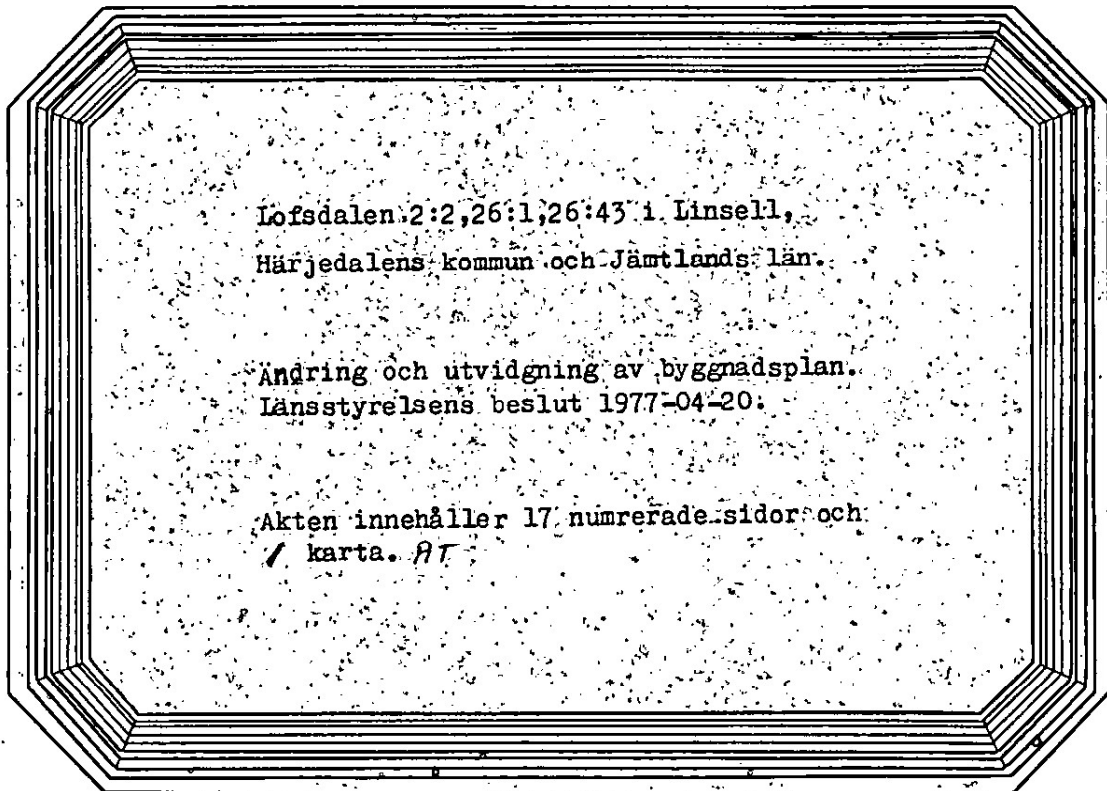 Lofsdalen 2:2,26:1,26:43 i Linsell,
Härjedalens kommun och Jämtlands län.
Ändring och utvidgning av byggnadsplan.
Länsstyrelsens beslut 1977-04-20.
Akten innehåller 17 numrerade sidor och
1 karta. AT